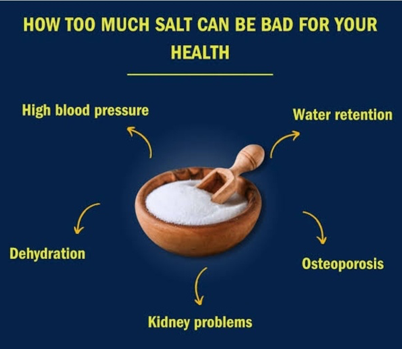 HOW TOO MUCH SALT CAN BE BAD FOR YOUR
HEALTH
High blood pressure
Water retention
Dehydration
Osteoporosis
Kidney problems